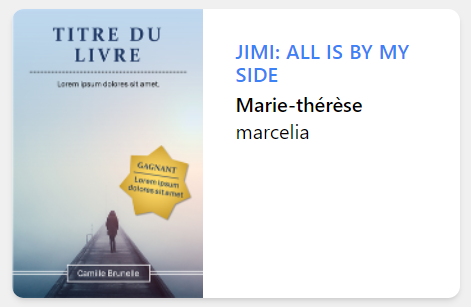 TITRE DU
LIVRE
Lorem ipsum dolores sit amet.
GAGNANT
Lorem ipsum
dolores sit amet
Camille Brunelle
JIMI: ALL IS BY MY
SIDE
Marie-thérèse
marcelia